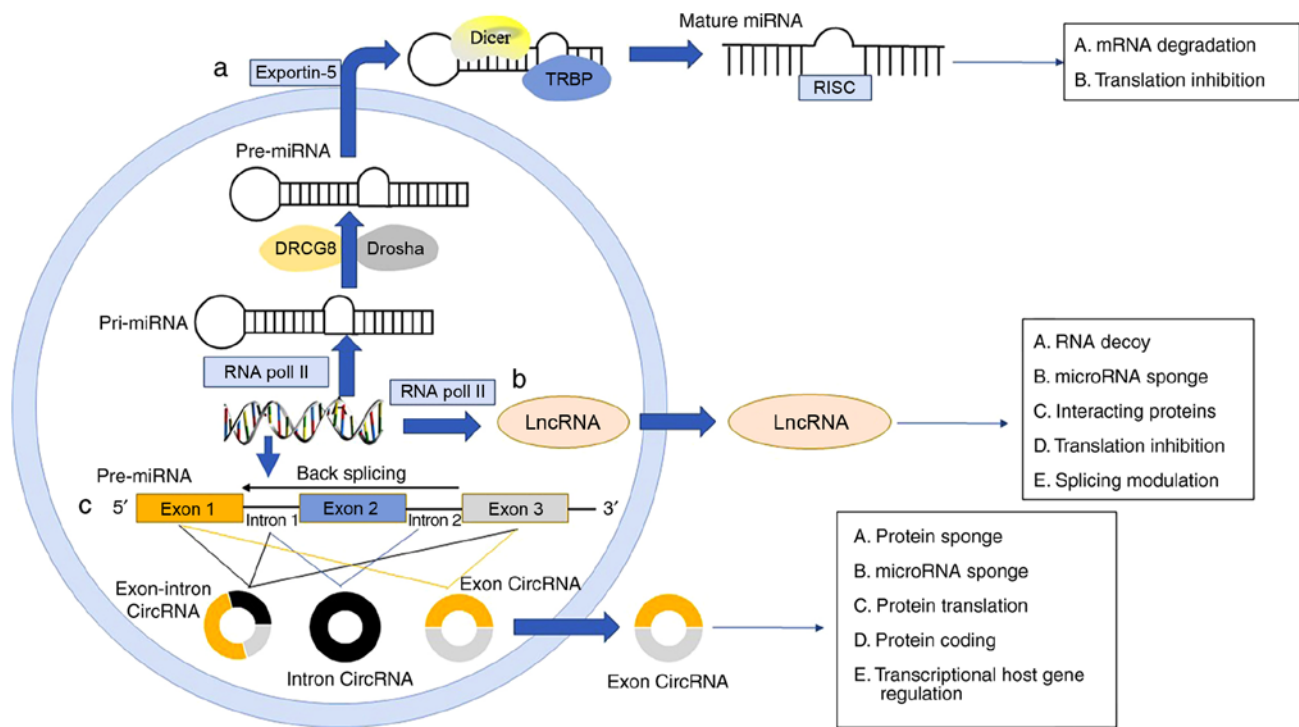 Mature miRNA
Dicer
a
Exportin-5
TRBP
RISC
A. mRNA degradation
B. Translation inhibition
Pre-miRNA
DRCG8
Drosha
Pri-miRNA
RNA poll II
RNA poll II
b
LncRNA
LncRNA
A. RNA decoy
B. microRNA sponge
C. Interacting proteins
D. Translation inhibition
E. Splicing modulation
Pre-miRNA
Back splicing
c
5′
Exon 1
Intron 1
Exon 2
Intron 2
Exon 3
3′
Exon-intron
CircRNA
Intron CircRNA
Exon CircRNA
Exon CircRNA
A. Protein sponge
B. microRNA sponge
C. Protein translation
D. Protein coding
E. Transcriptional host gene
regulation